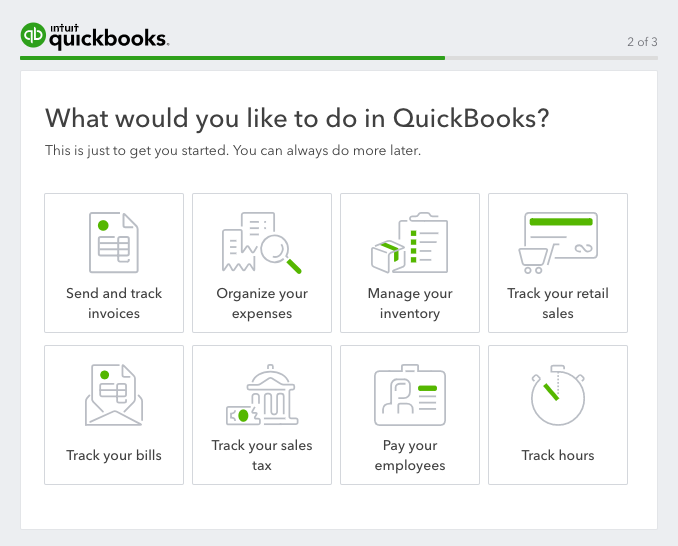 intuit
quickbooks.
2 of 3
What would you like to do in QuickBooks?
This is just to get you started. You can always do more later.
Send and track
invoices
Organize your
expenses
Manage your
inventory
Track your retail
sales
Track your bills
Track your sales
tax
Pay your
employees
Track hours